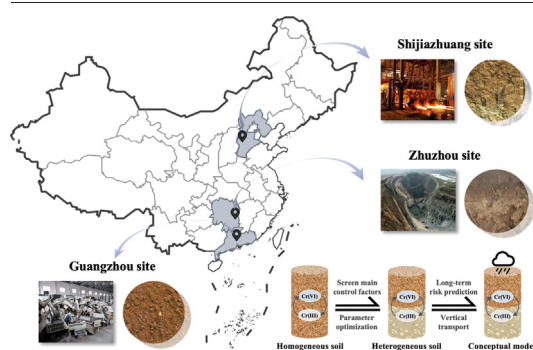 Shijiazhuang site
Zhuzhou site
Guangzhou site
Screen main
control factors
Parameter
optimization
Long-term
risk prediction
Vertical
transport
Cr(VI)
Cr(III)
Cr(VI)
Cr(III)
Cr(VI)
Cr(III)
Homogeneous soil
Heterogeneous soil
Conceptual mode